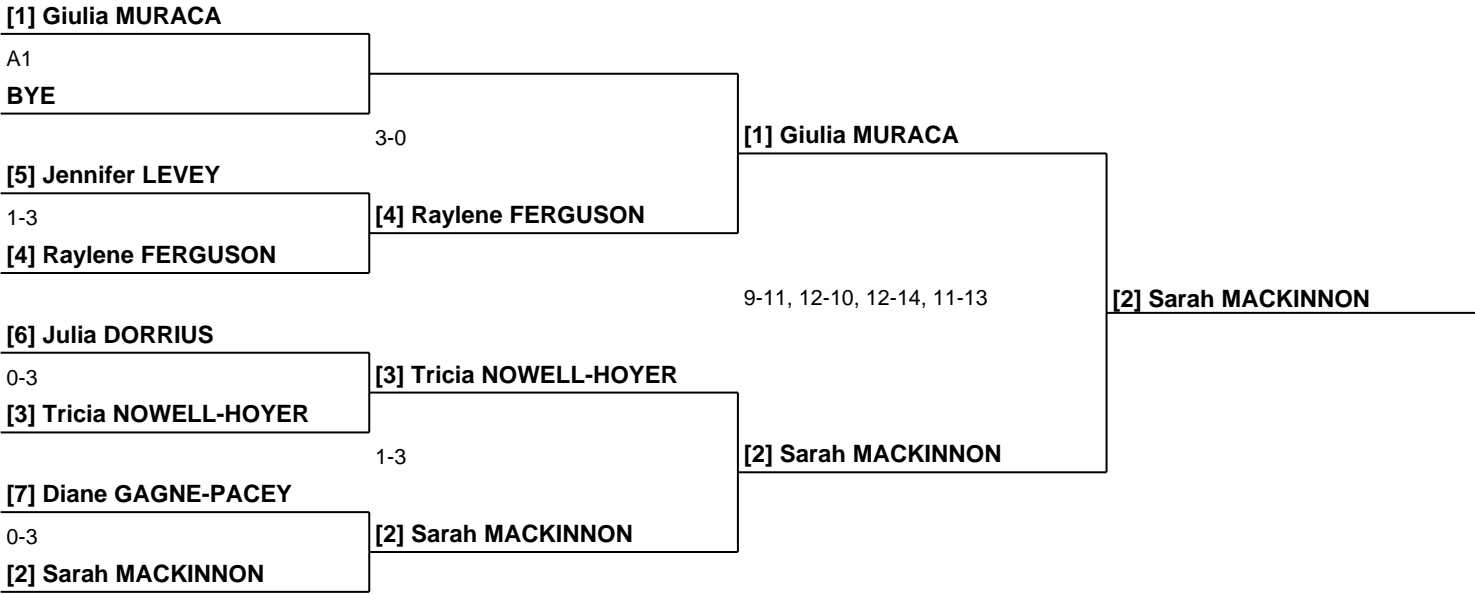 [1] Giulia MURACA
A1
BYE
3-0
[1] Giulia MURACA
[5] Jennifer LEVEY
1-3
[4] Raylene FERGUSON
[4] Raylene FERGUSON
9-11, 12-10, 12-14, 11-13
[2] Sarah MACKINNON
[6] Julia DORRIUS
0-3
[3] Tricia NOWELL-HOYER
[3] Tricia NOWELL-HOYER
1-3
[2] Sarah MACKINNON
[7] Diane GAGNE-PACEY
0-3
[2] Sarah MACKINNON
[2] Sarah MACKINNON